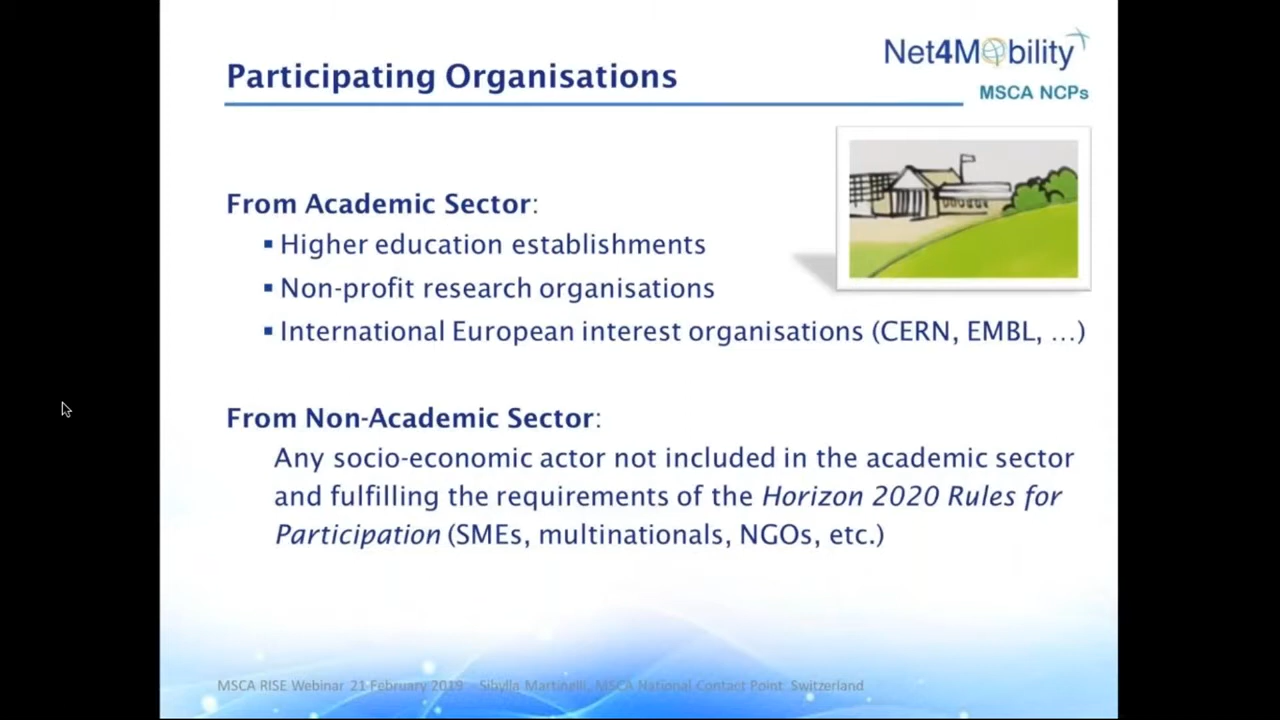 Net4Mobility
MSCA NCPs
Participating Organisations
From Academic Sector:
▪ Higher education establishments
▪ Non-profit research organisations
▪ International European interest organisations (CERN, EMBL, …)
From Non-Academic Sector:
Any socio-economic actor not included in the academic sector
and fulfilling the requirements of the Horizon 2020 Rules for
Participation (SMEs, multinationals, NGOs, etc.)
MSCA RISE Webinar 21 February 2019 Sibylla Martinelli, MSCA National Contact Point Switzerland